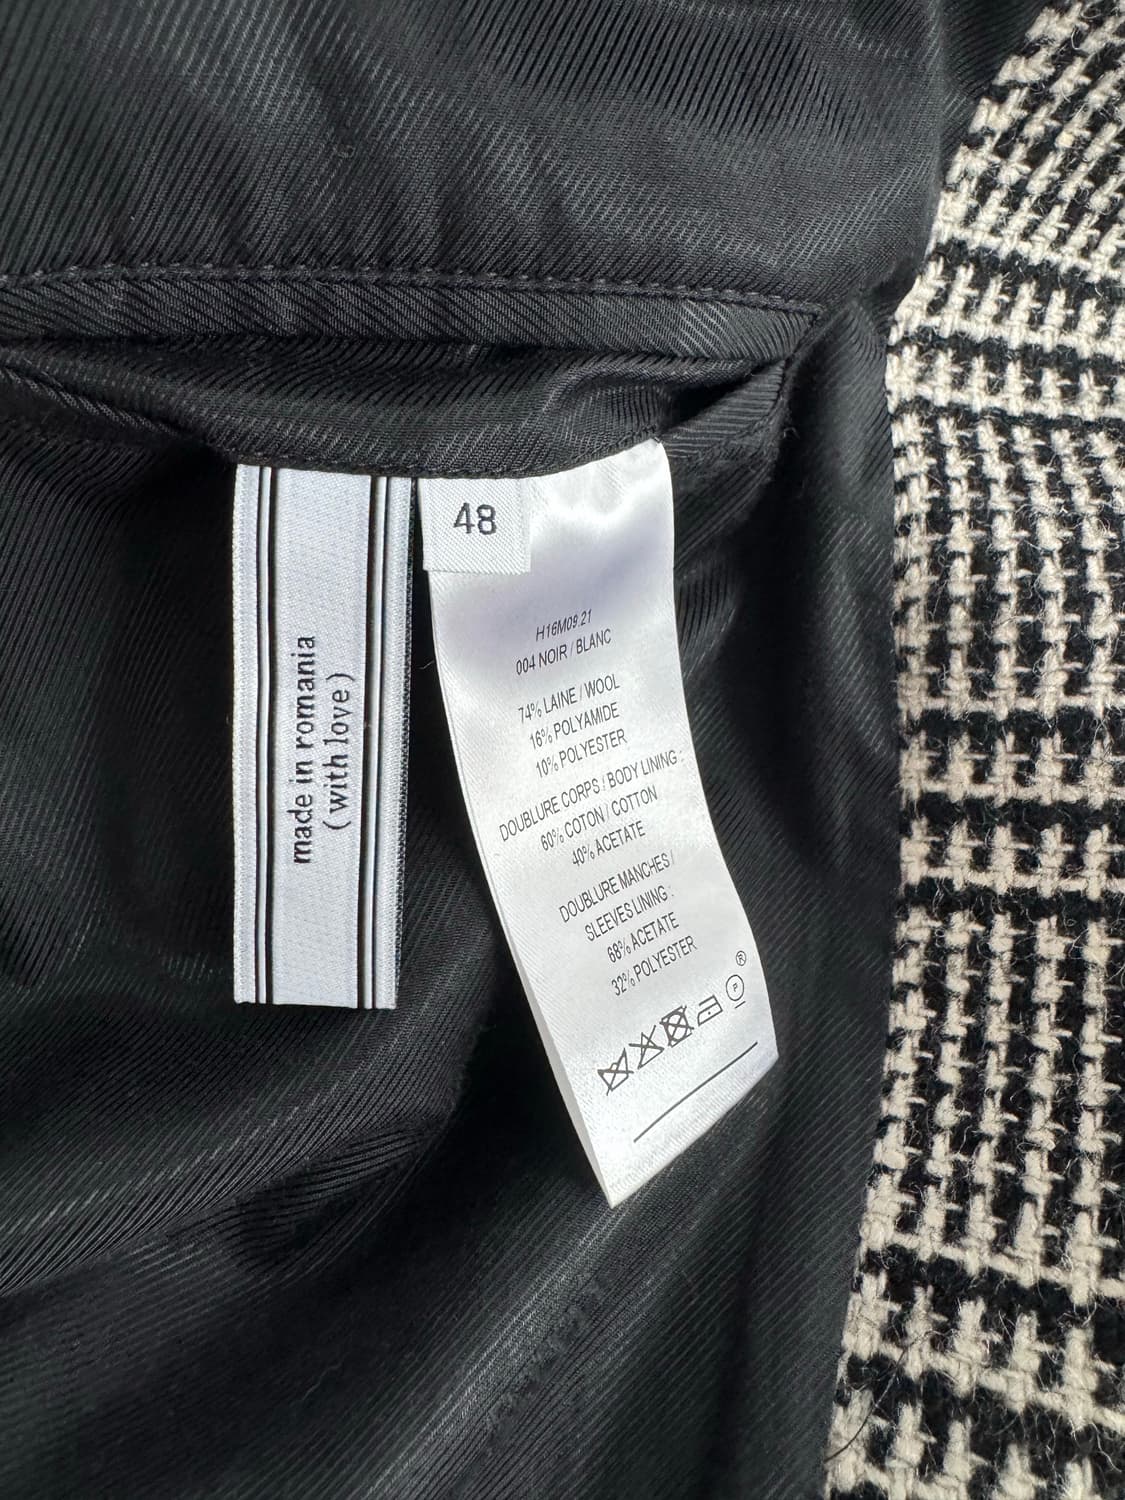 made in romania
(with love)
48
H16M09.21
004 NOIR / BLANC
74% LAINE / WOOL
16% POLYAMIDE
10% POLYESTER
DOUBLURE CORPS / BODY LINING :
60% COTON / COTTON
40% ACETATE
DOUBLURE MANCHES /
SLEEVES LINING :
68% ACETATE
32% POLYESTER
P ®